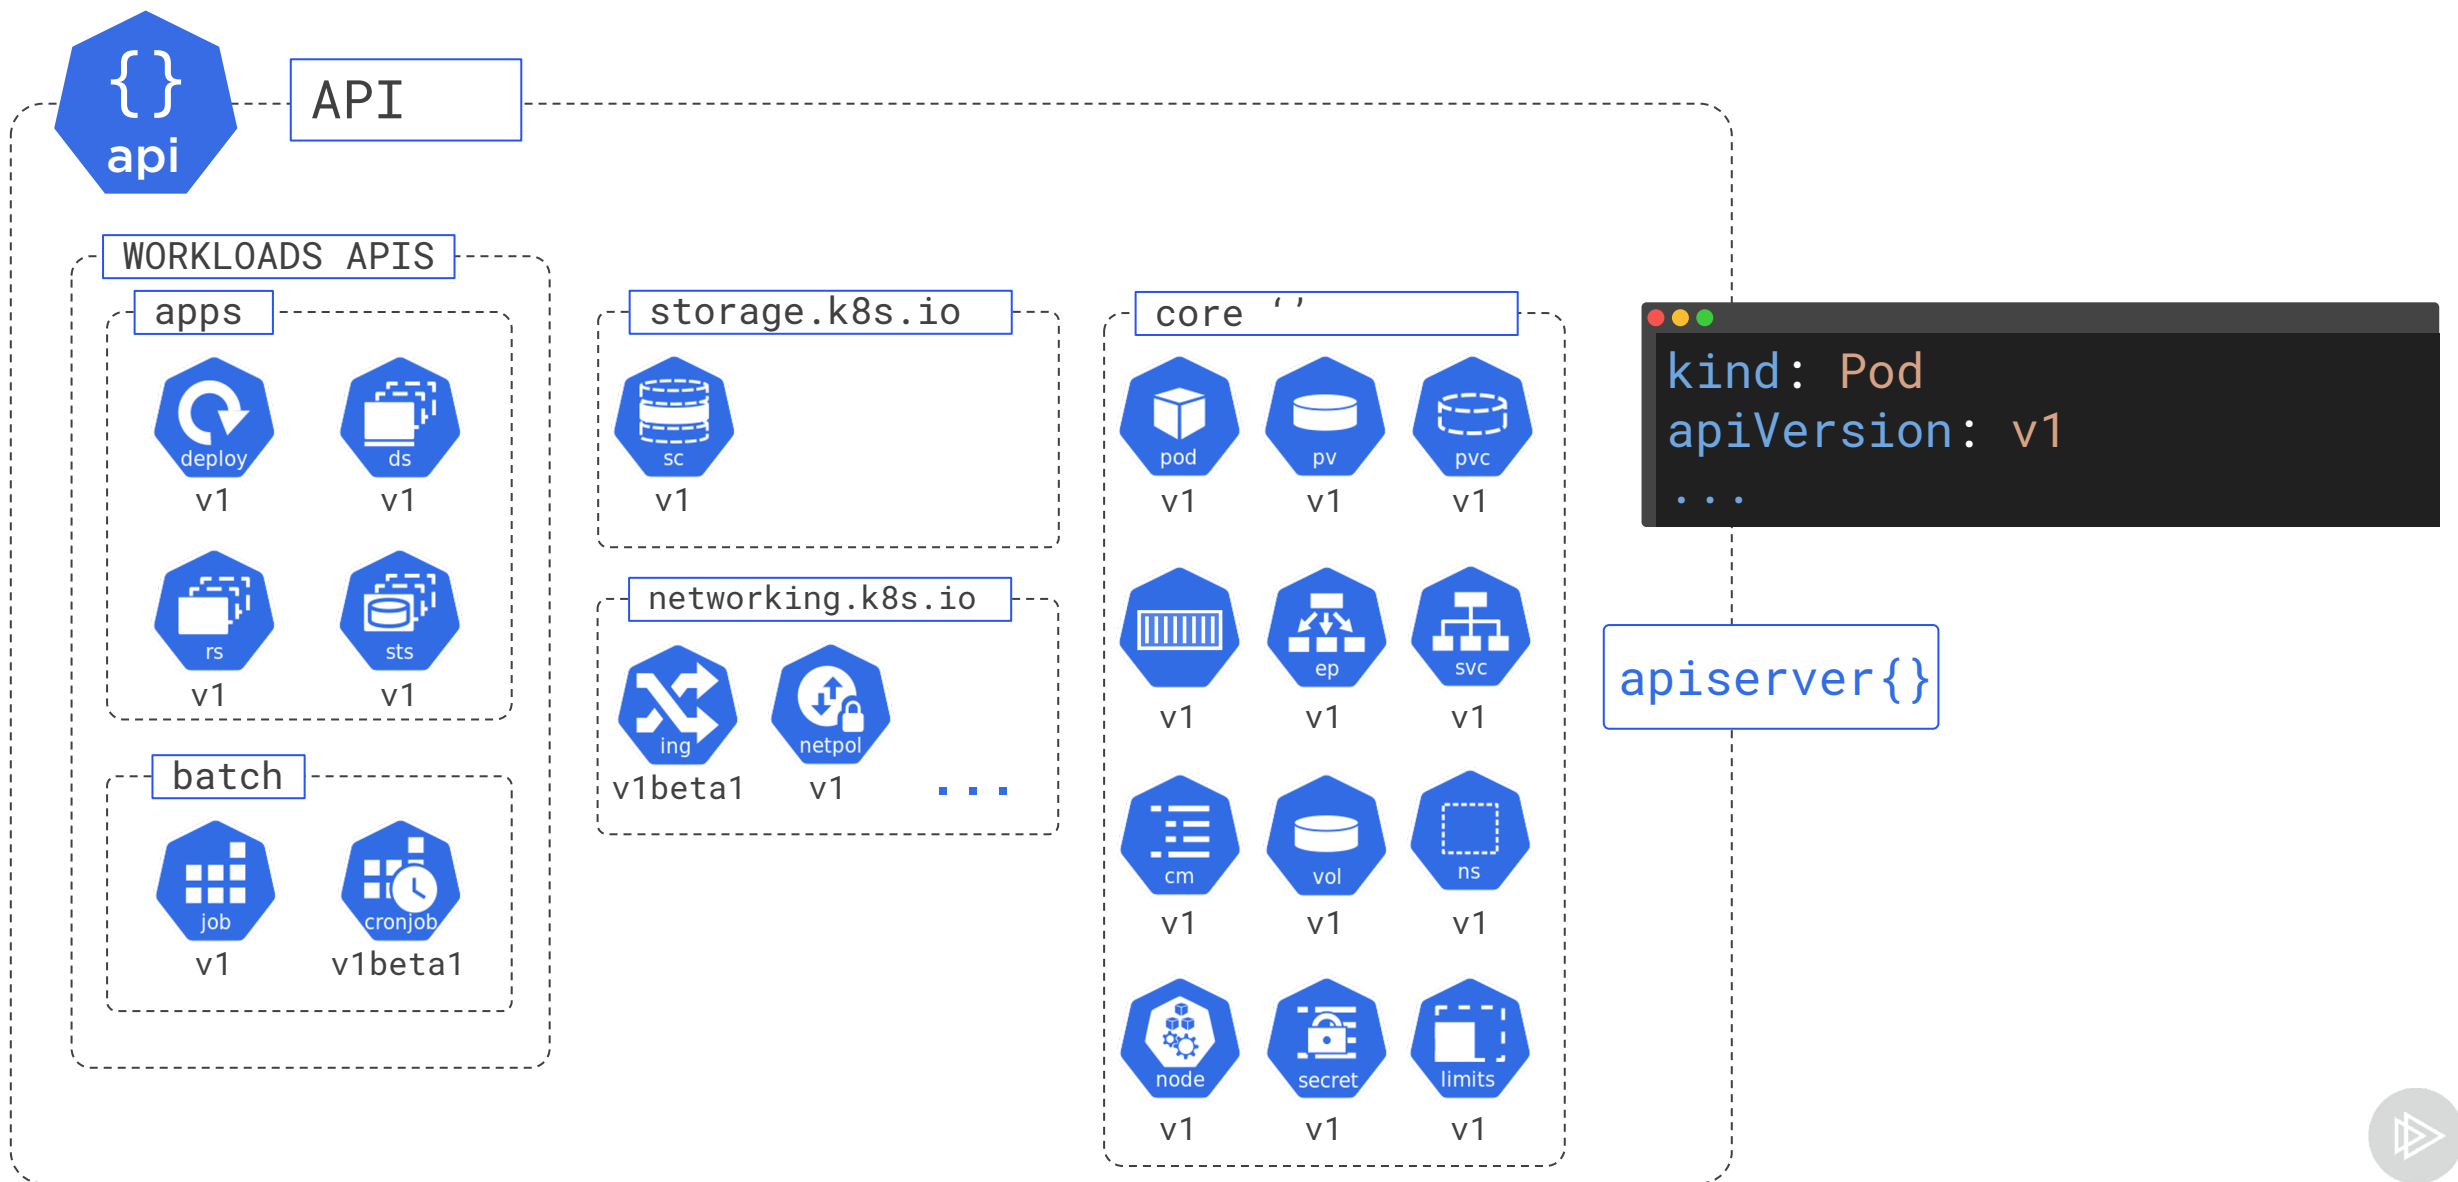 {}
api
API
WORKLOADS APIS
apps
deploy
v1
ds
v1
rs
v1
sts
v1
batch
job
v1
cronjob
v1beta1
storage.k8s.io
sc
v1
networking.k8s.io
ing
v1beta1
netpol
v1
...
core ‘’
pod
v1
pv
v1
pvc
v1
v1
ep
v1
svc
v1
cm
v1
vol
v1
ns
v1
node
v1
secret
v1
limits
v1
kind: Pod
apiVersion: v1
...
apiserver{}